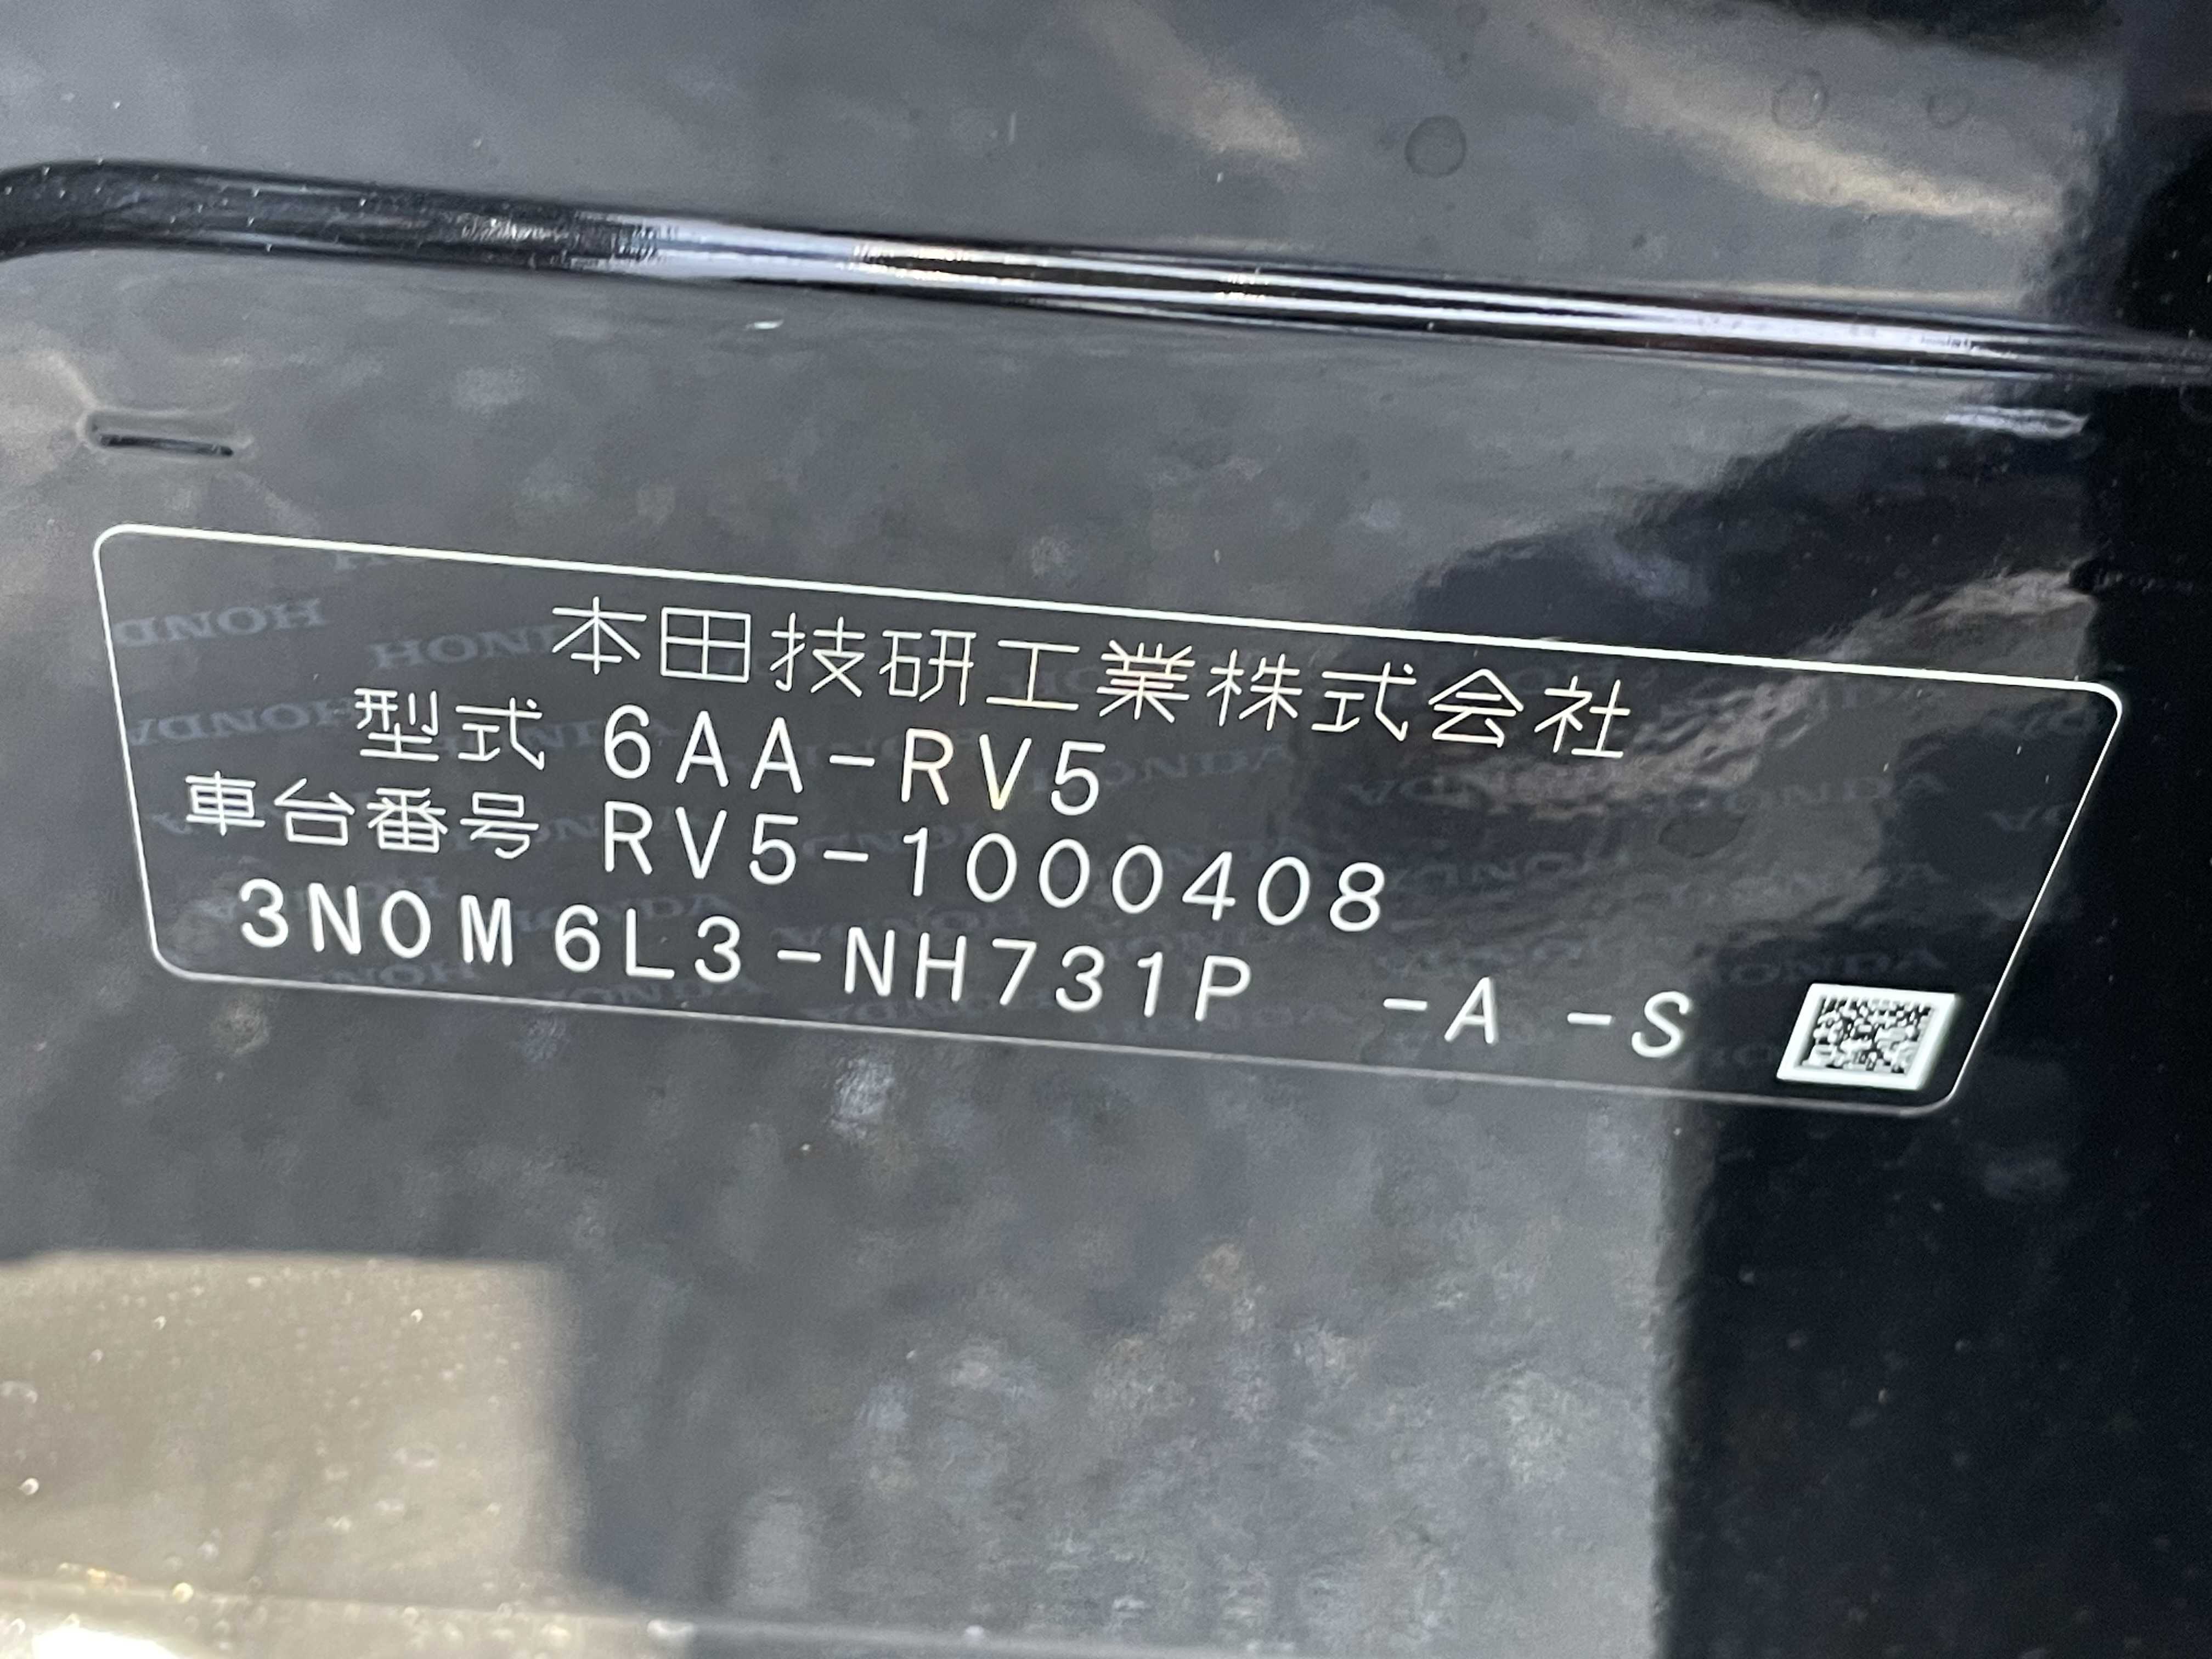 本田技研工業株式会社
型式 6AA-RV5
車台番号 RV5-1000408
3N0M6L3-NH731P -A -S